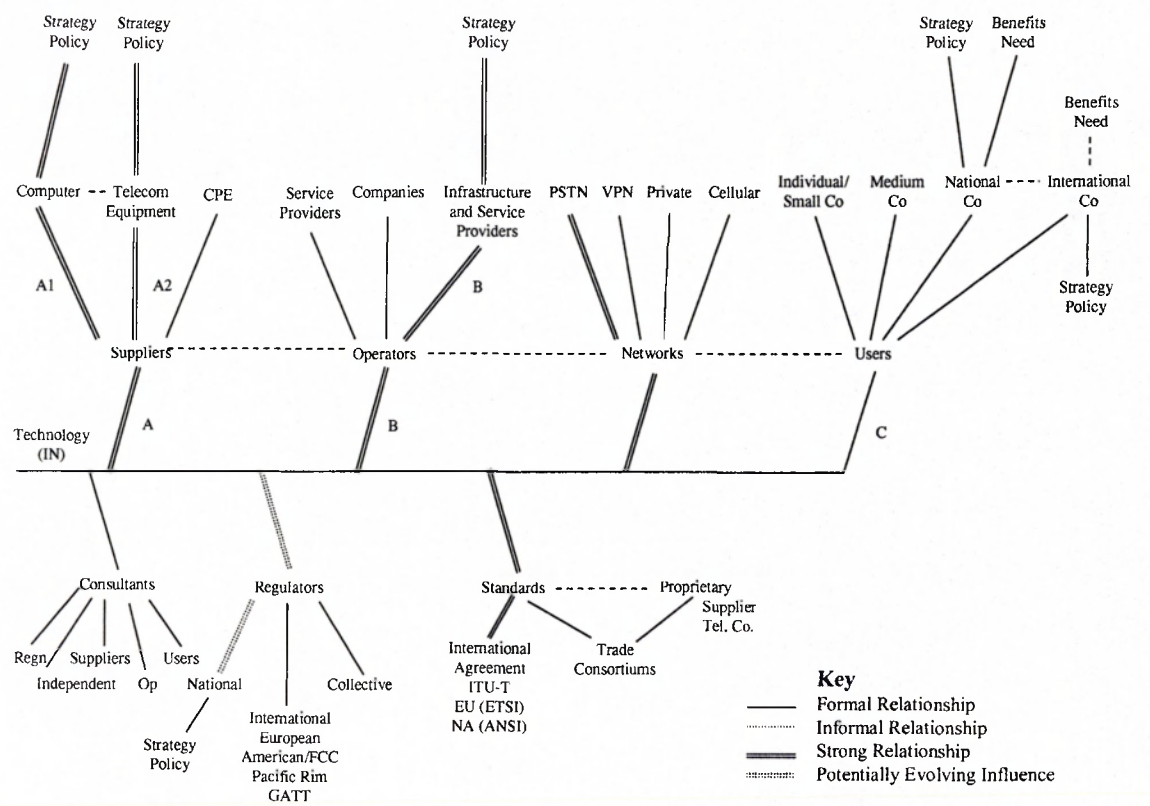 Strategy
Policy
Strategy
Policy
Strategy
Policy
Strategy
Policy
Benefits
Need
Benefits
Need
Computer
Telecom
Equipment
CPE
Service
Providers
Companies
Infrastructure
and Service
Providers
PSTN
VPN
Private
Cellular
Individual/
Small Co
Medium
Co
National
Co
International
Co
A1
A2
B
Strategy
Policy
Suppliers
Operators
Networks
Users
Technology
(IN)
A
B
C
Consultants
Regulators
Standards
Proprietary
Supplier
Tel. Co.
Regn
Suppliers
Users
Independent
Op
National
Collective
International
Agreement
ITU-T
EU (ETSI)
NA (ANSI)
Trade
Consortiums
Strategy
Policy
International
European
American/FCC
Pacific Rim
GATT
Key
Formal Relationship
Informal Relationship
Strong Relationship
Potentially Evolving Influence